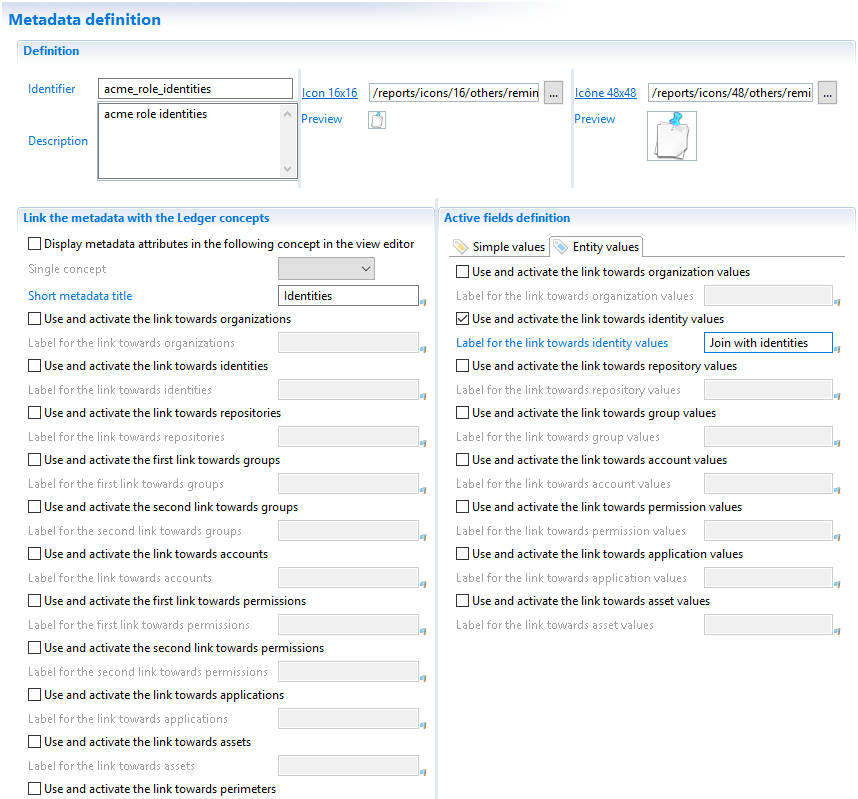 Metadata definition
Definition
Identifier
acme_role_identities
Icon 16x16
/reports/icons/16/others/remin
...
Icône 48x48
/reports/icons/48/others/remi
...
Description
acme role identities
Preview
Preview
Link the metadata with the Ledger concepts
Display metadata attributes in the following concept in the view editor
Single concept
Short metadata title
Identities
Use and activate the link towards organizations
Label for the link towards organizations
Use and activate the link towards identities
Label for the link towards identities
Use and activate the link towards repositories
Label for the link towards repositories
Use and activate the first link towards groups
Label for the first link towards groups
Use and activate the second link towards groups
Label for the second link towards groups
Use and activate the link towards accounts
Label for the link towards accounts
Use and activate the first link towards permissions
Label for the first link towards permissions
Use and activate the second link towards permissions
Label for the second link towards permissions
Use and activate the link towards applications
Label for the link towards applications
Use and activate the link towards assets
Label for the link towards assets
Use and activate the link towards perimeters
Active fields definition
Simple values
Entity values
Use and activate the link towards organization values
Label for the link towards organization values
Use and activate the link towards identity values
Label for the link towards identity values
Join with identities
Use and activate the link towards repository values
Label for the link towards repository values
Use and activate the link towards group values
Label for the link towards group values
Use and activate the link towards account values
Label for the link towards account values
Use and activate the link towards permission values
Label for the link towards permission values
Use and activate the link towards application values
Label for the link towards application values
Use and activate the link towards asset values
Label for the link towards asset values